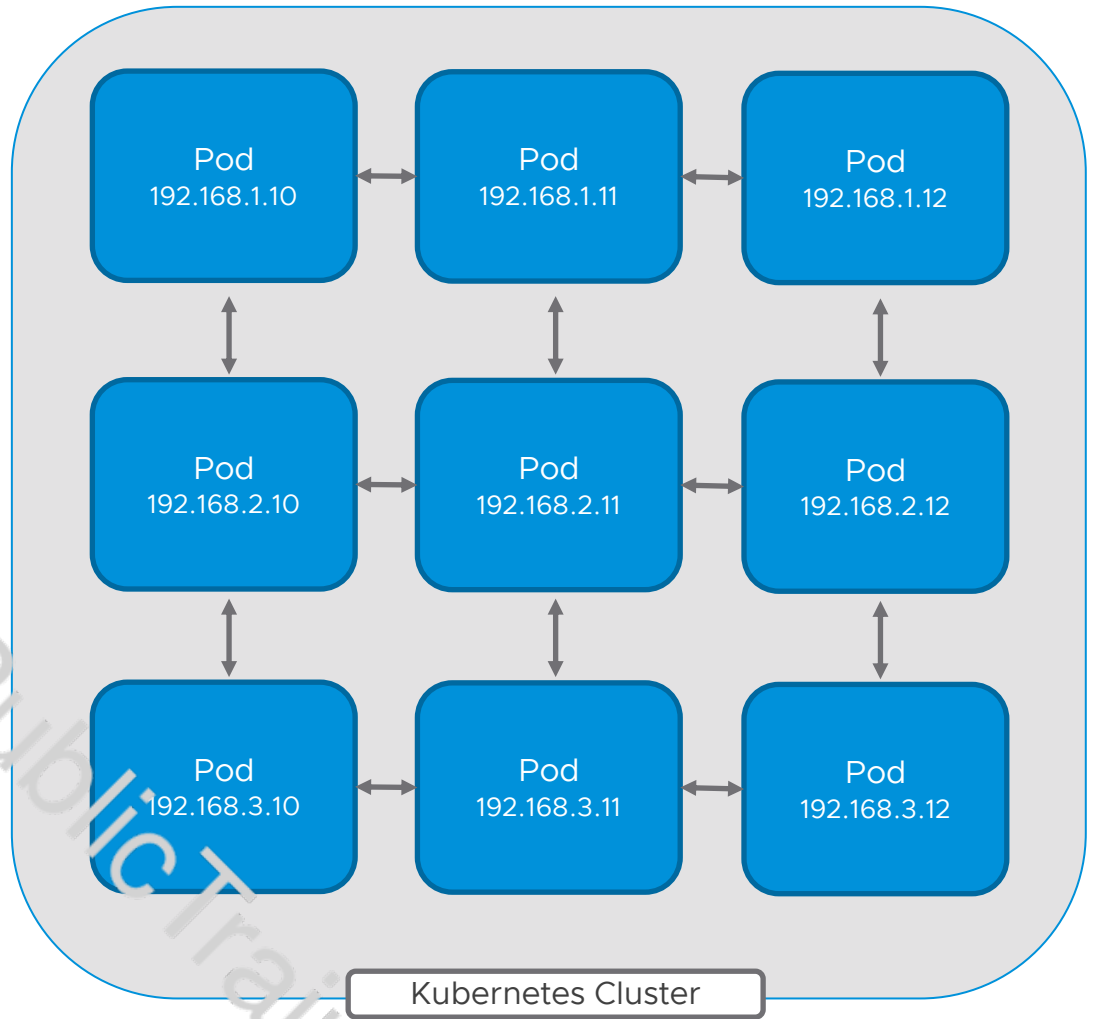 Pod
192.168.1.10
Pod
192.168.1.11
Pod
192.168.1.12
Pod
192.168.2.10
Pod
192.168.2.11
Pod
192.168.2.12
Pod
192.168.3.10
Pod
192.168.3.11
Pod
192.168.3.12
Kubernetes Cluster